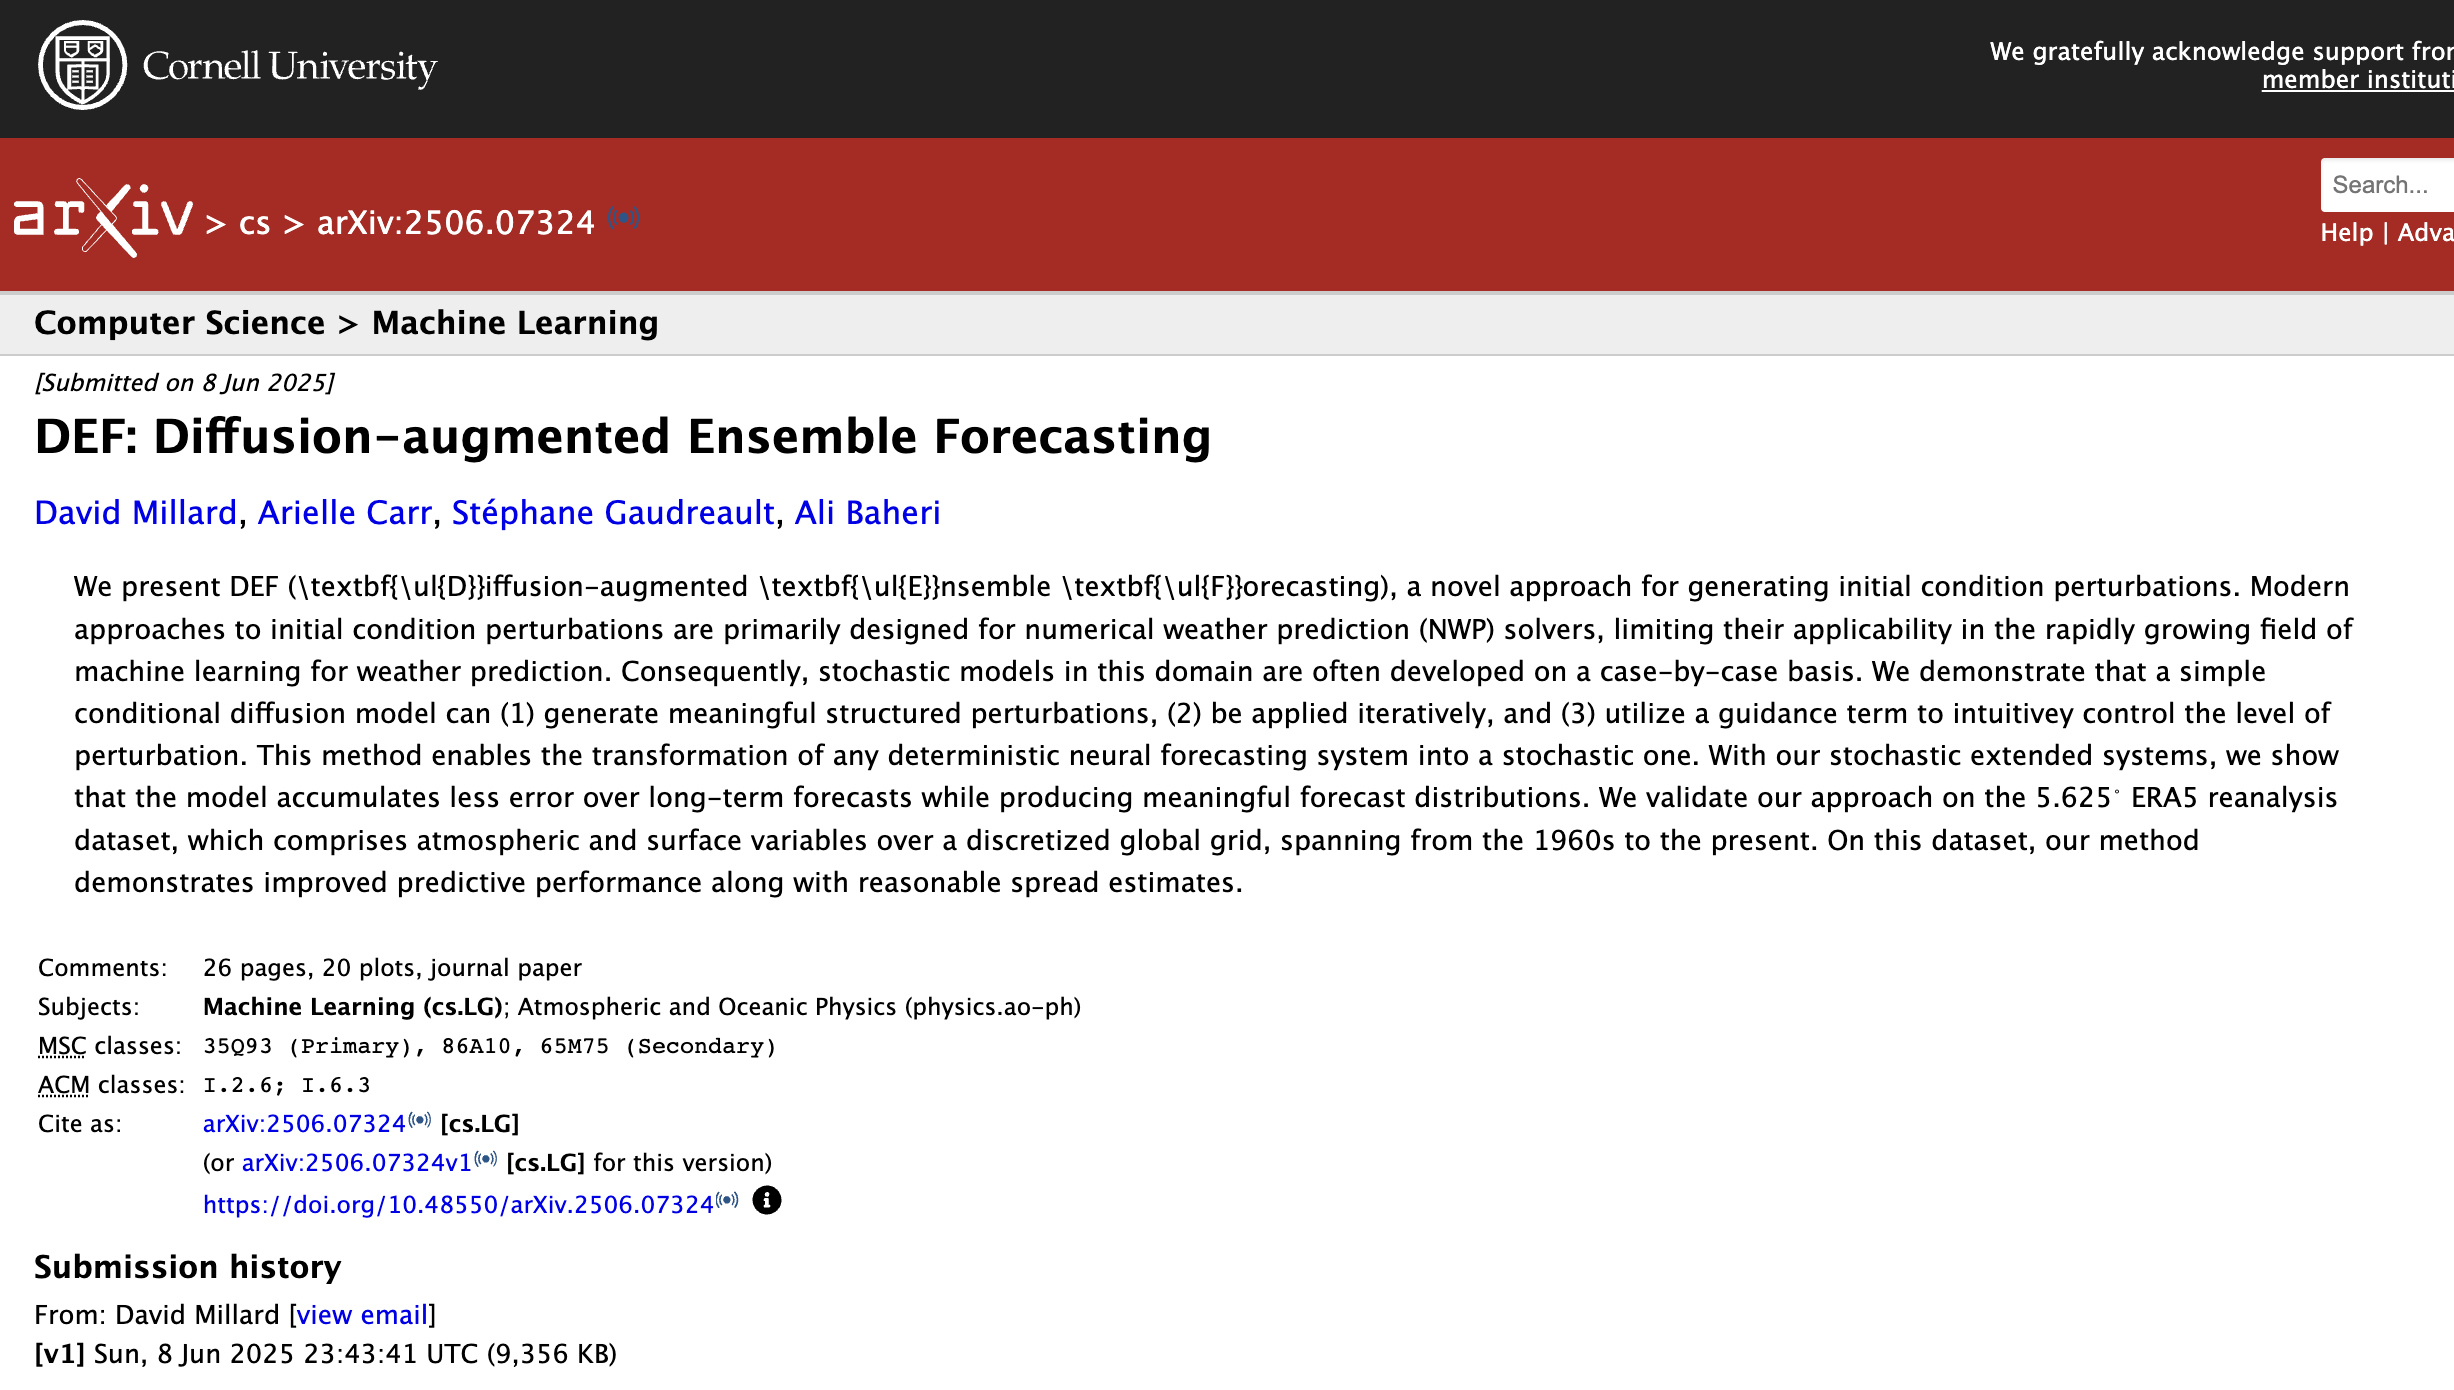 Cornell University
We gratefully acknowledge support
member
arXiv > cs > arXiv:2506.07324
Search...
Help |
Computer Science > Machine Learning
[Submitted on 8 Jun 2025]
DEF: Diffusion-augmented Ensemble Forecasting
David Millard, Arielle Carr, Stéphane Gaudreault, Ali Baheri
We present DEF (\textbf{\ul{D}}iffusion-augmented \textbf{\ul{E}}nsemble \textbf{\ul{F}}orecasting), a novel approach for generating initial condition perturbations. Modern
approaches to initial condition perturbations are primarily designed for numerical weather prediction (NWP) solvers, limiting their applicability in the rapidly growing field of
machine learning for weather prediction. Consequently, stochastic models in this domain are often developed on a case-by-case basis. We demonstrate that a simple
conditional diffusion model can (1) generate meaningful structured perturbations, (2) be applied iteratively, and (3) utilize a guidance term to intuitivey control the level of
perturbation. This method enables the transformation of any deterministic neural forecasting system into a stochastic one. With our stochastic extended systems, we show
that the model accumulates less error over long-term forecasts while producing meaningful forecast distributions. We validate our approach on the 5.625° ERA5 reanalysis
dataset, which comprises atmospheric and surface variables over a discretized global grid, spanning from the 1960s to the present. On this dataset, our method
demonstrates improved predictive performance along with reasonable spread estimates.
Comments: 26 pages, 20 plots, journal paper
Subjects: Machine Learning (cs.LG); Atmospheric and Oceanic Physics (physics.ao-ph)
MSC classes: 35Q93 (Primary), 86A10, 65M75 (Secondary)
ACM classes: I.2.6; I.6.3
Cite as: arXiv:2506.07324 [cs.LG]
(or arXiv:2506.07324v1 [cs.LG] for this version)
https://doi.org/10.48550/arXiv.2506.07324
Submission history
From: David Millard [view email]
[v1] Sun, 8 Jun 2025 23:43:41 UTC (9,356 KB)